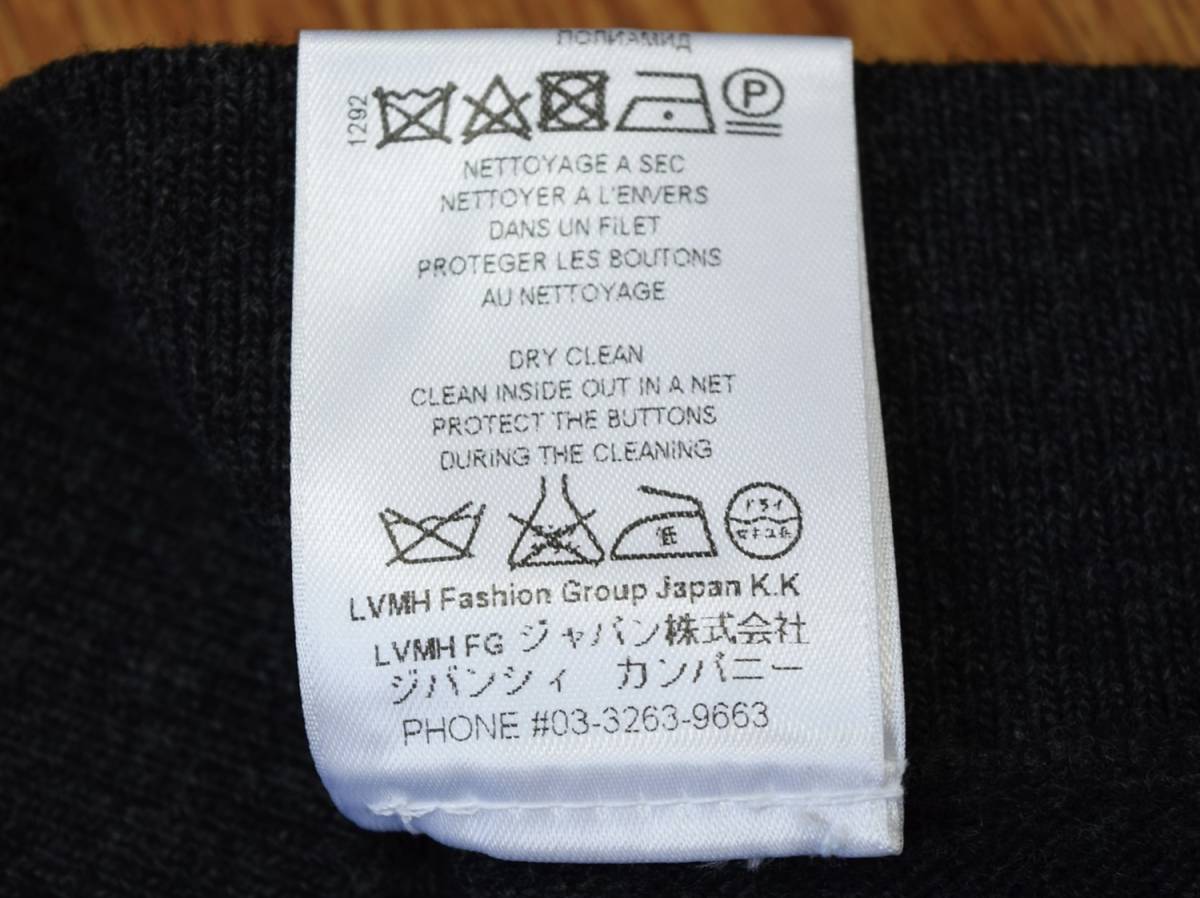 ПОЛИАМИД
1292
P
NETTOYAGE A SEC
NETTOYER A L'ENVERS
DANS UN FILET
PROTEGER LES BOUTONS
AU NETTOYAGE
DRY CLEAN
CLEAN INSIDE OUT IN A NET
PROTECT THE BUTTONS
DURING THE CLEANING
低
ドライ
セキユ系
LVMH Fashion Group Japan K.K
LVMH FG ジャパン株式会社
ジバンシィ カンパニー
PHONE #03-3263-9663